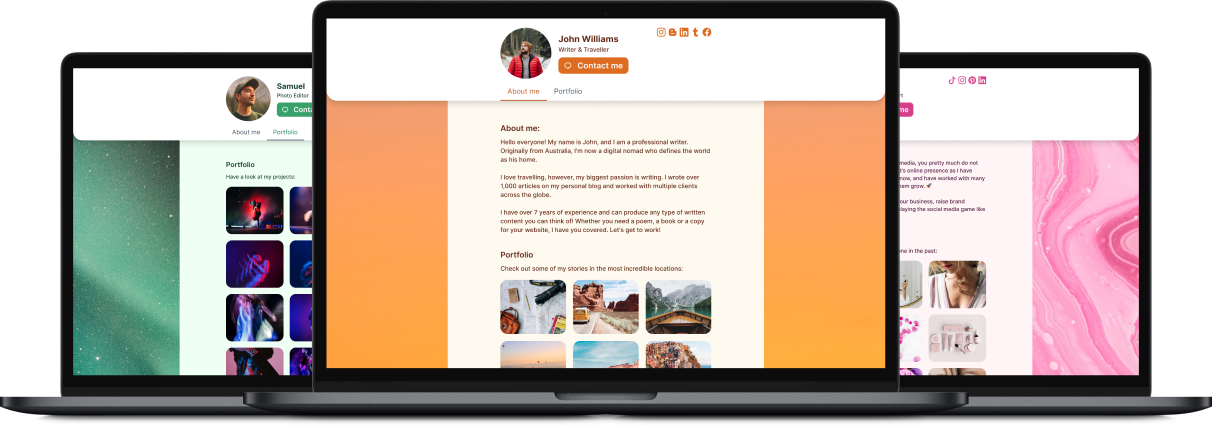 Samuel
Photo Editor
Conta
About me
Portfolio
Portfolio
Have a look at my projects:
John Williams
Writer & Traveller
Contact me
About me
Portfolio
About me:
Hello everyone! My name is John, and I am a professional writer.
Originally from Australia, I'm now a digital nomad who defines the world
as his home.
I love travelling, however, my biggest passion is writing. I wrote over
1,000 articles on my personal blog and worked with multiple clients
across the globe.
I have over 7 years of experience and can produce any type of written
content you can think of! Whether you need a poem, a book or a copy
for your website, I have you covered. Let's get to work!
Portfolio
Check out some of my stories in the most incredible locations:
me
media, you pretty much do not
's online presence as I have
now, and have worked with many
em grow.
our business, raise brand
laying the social media game like
one in the past: